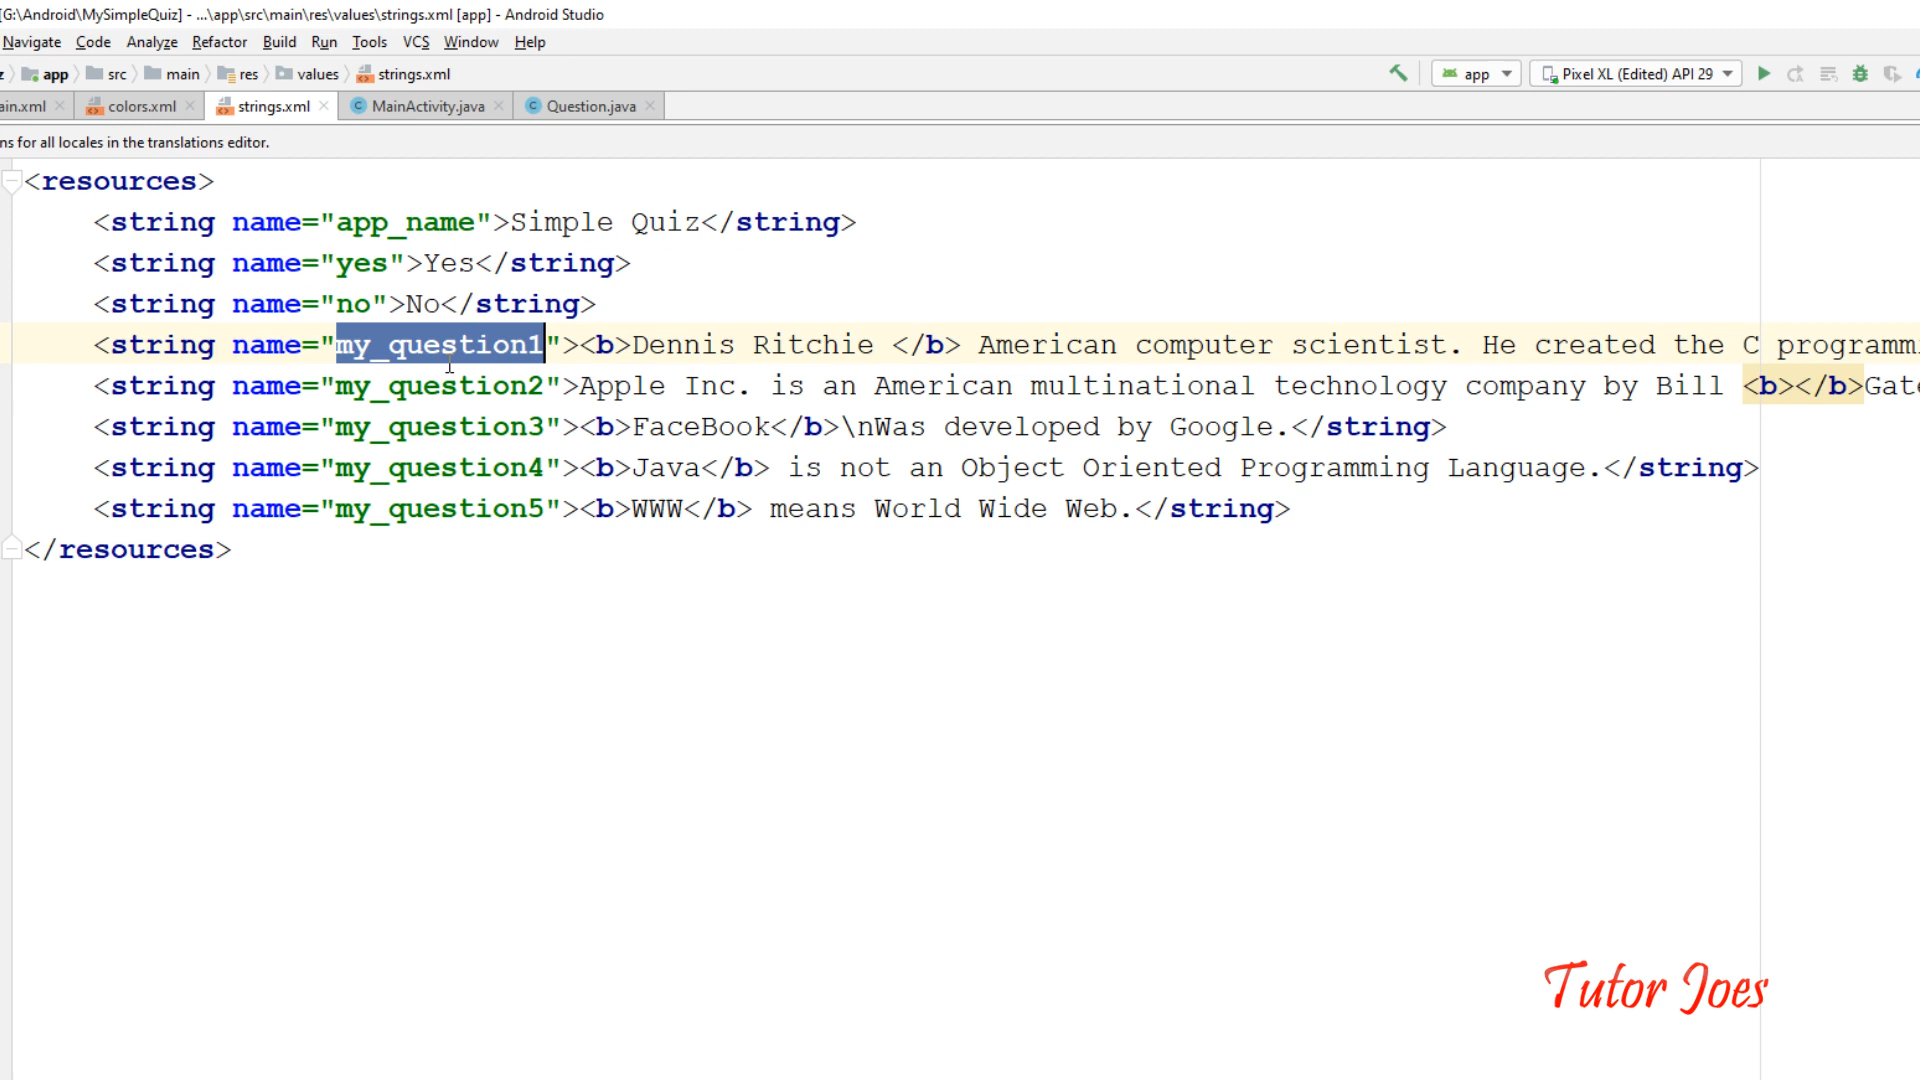 [G:\Android\MySimpleQuiz] - ...\app\src\main\res\values\strings.xml [app] - Android Studio
Navigate Code Analyze Refactor Build Run Tools VCS Window Help
app src main res values strings.xml app Pixel XL (Edited) API 29
ain.xml colors.xml strings.xml MainActivity.java Question.java
ns for all locales in the translations editor.
<resources>
<string name="app_name">Simple Quiz</string>
<string name="yes">Yes</string>
<string name="no">No</string>
<string name="my_question1"><b>Dennis Ritchie </b> American computer scientist. He created the C programmi
<string name="my_question2">Apple Inc. is an American multinational technology company by Bill <b></b>Gate
<string name="my_question3"><b>FaceBook</b>\nWas developed by Google.</string>
<string name="my_question4"><b>Java</b> is not an Object Oriented Programming Language.</string>
<string name="my_question5"><b>WWW</b> means World Wide Web.</string>
</resources>
Tutor Joes